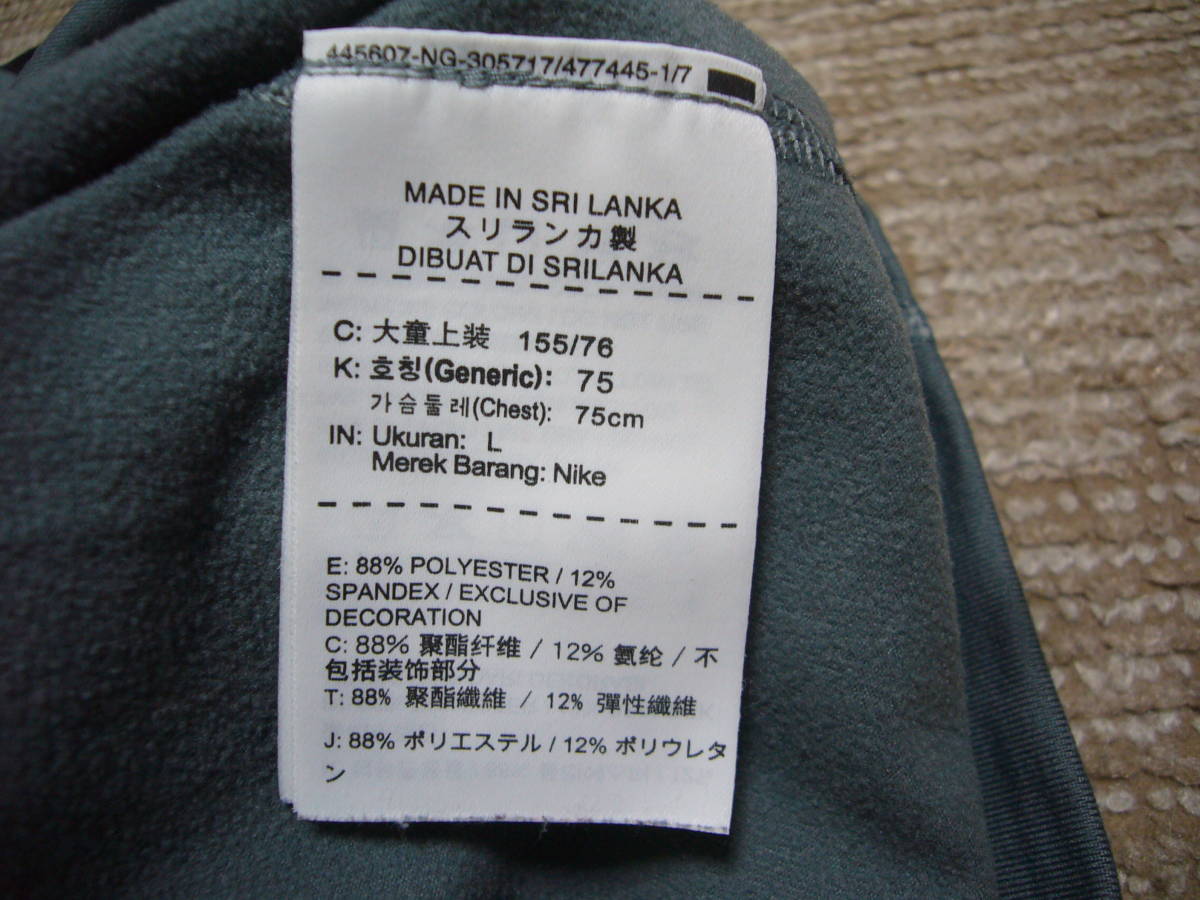 445607-NG-305717/477445-1/7
MADE IN SRI LANKA
スリランカ製
DIBUAT DI SRILANKA
C: 大童上装 155/76
K: 호칭(Generic): 75
가슴둘레(Chest): 75cm
IN: Ukuran: L
Merek Barang: Nike
E: 88% POLYESTER / 12%
SPANDEX / EXCLUSIVE OF
DECORATION
C: 88% 聚酯纤维 / 12% 氨纶 / 不
包括装饰部分
T: 88% 聚酯纖維 / 12% 彈性纖維
J: 88% ポリエステル / 12% ポリウレタ
ン